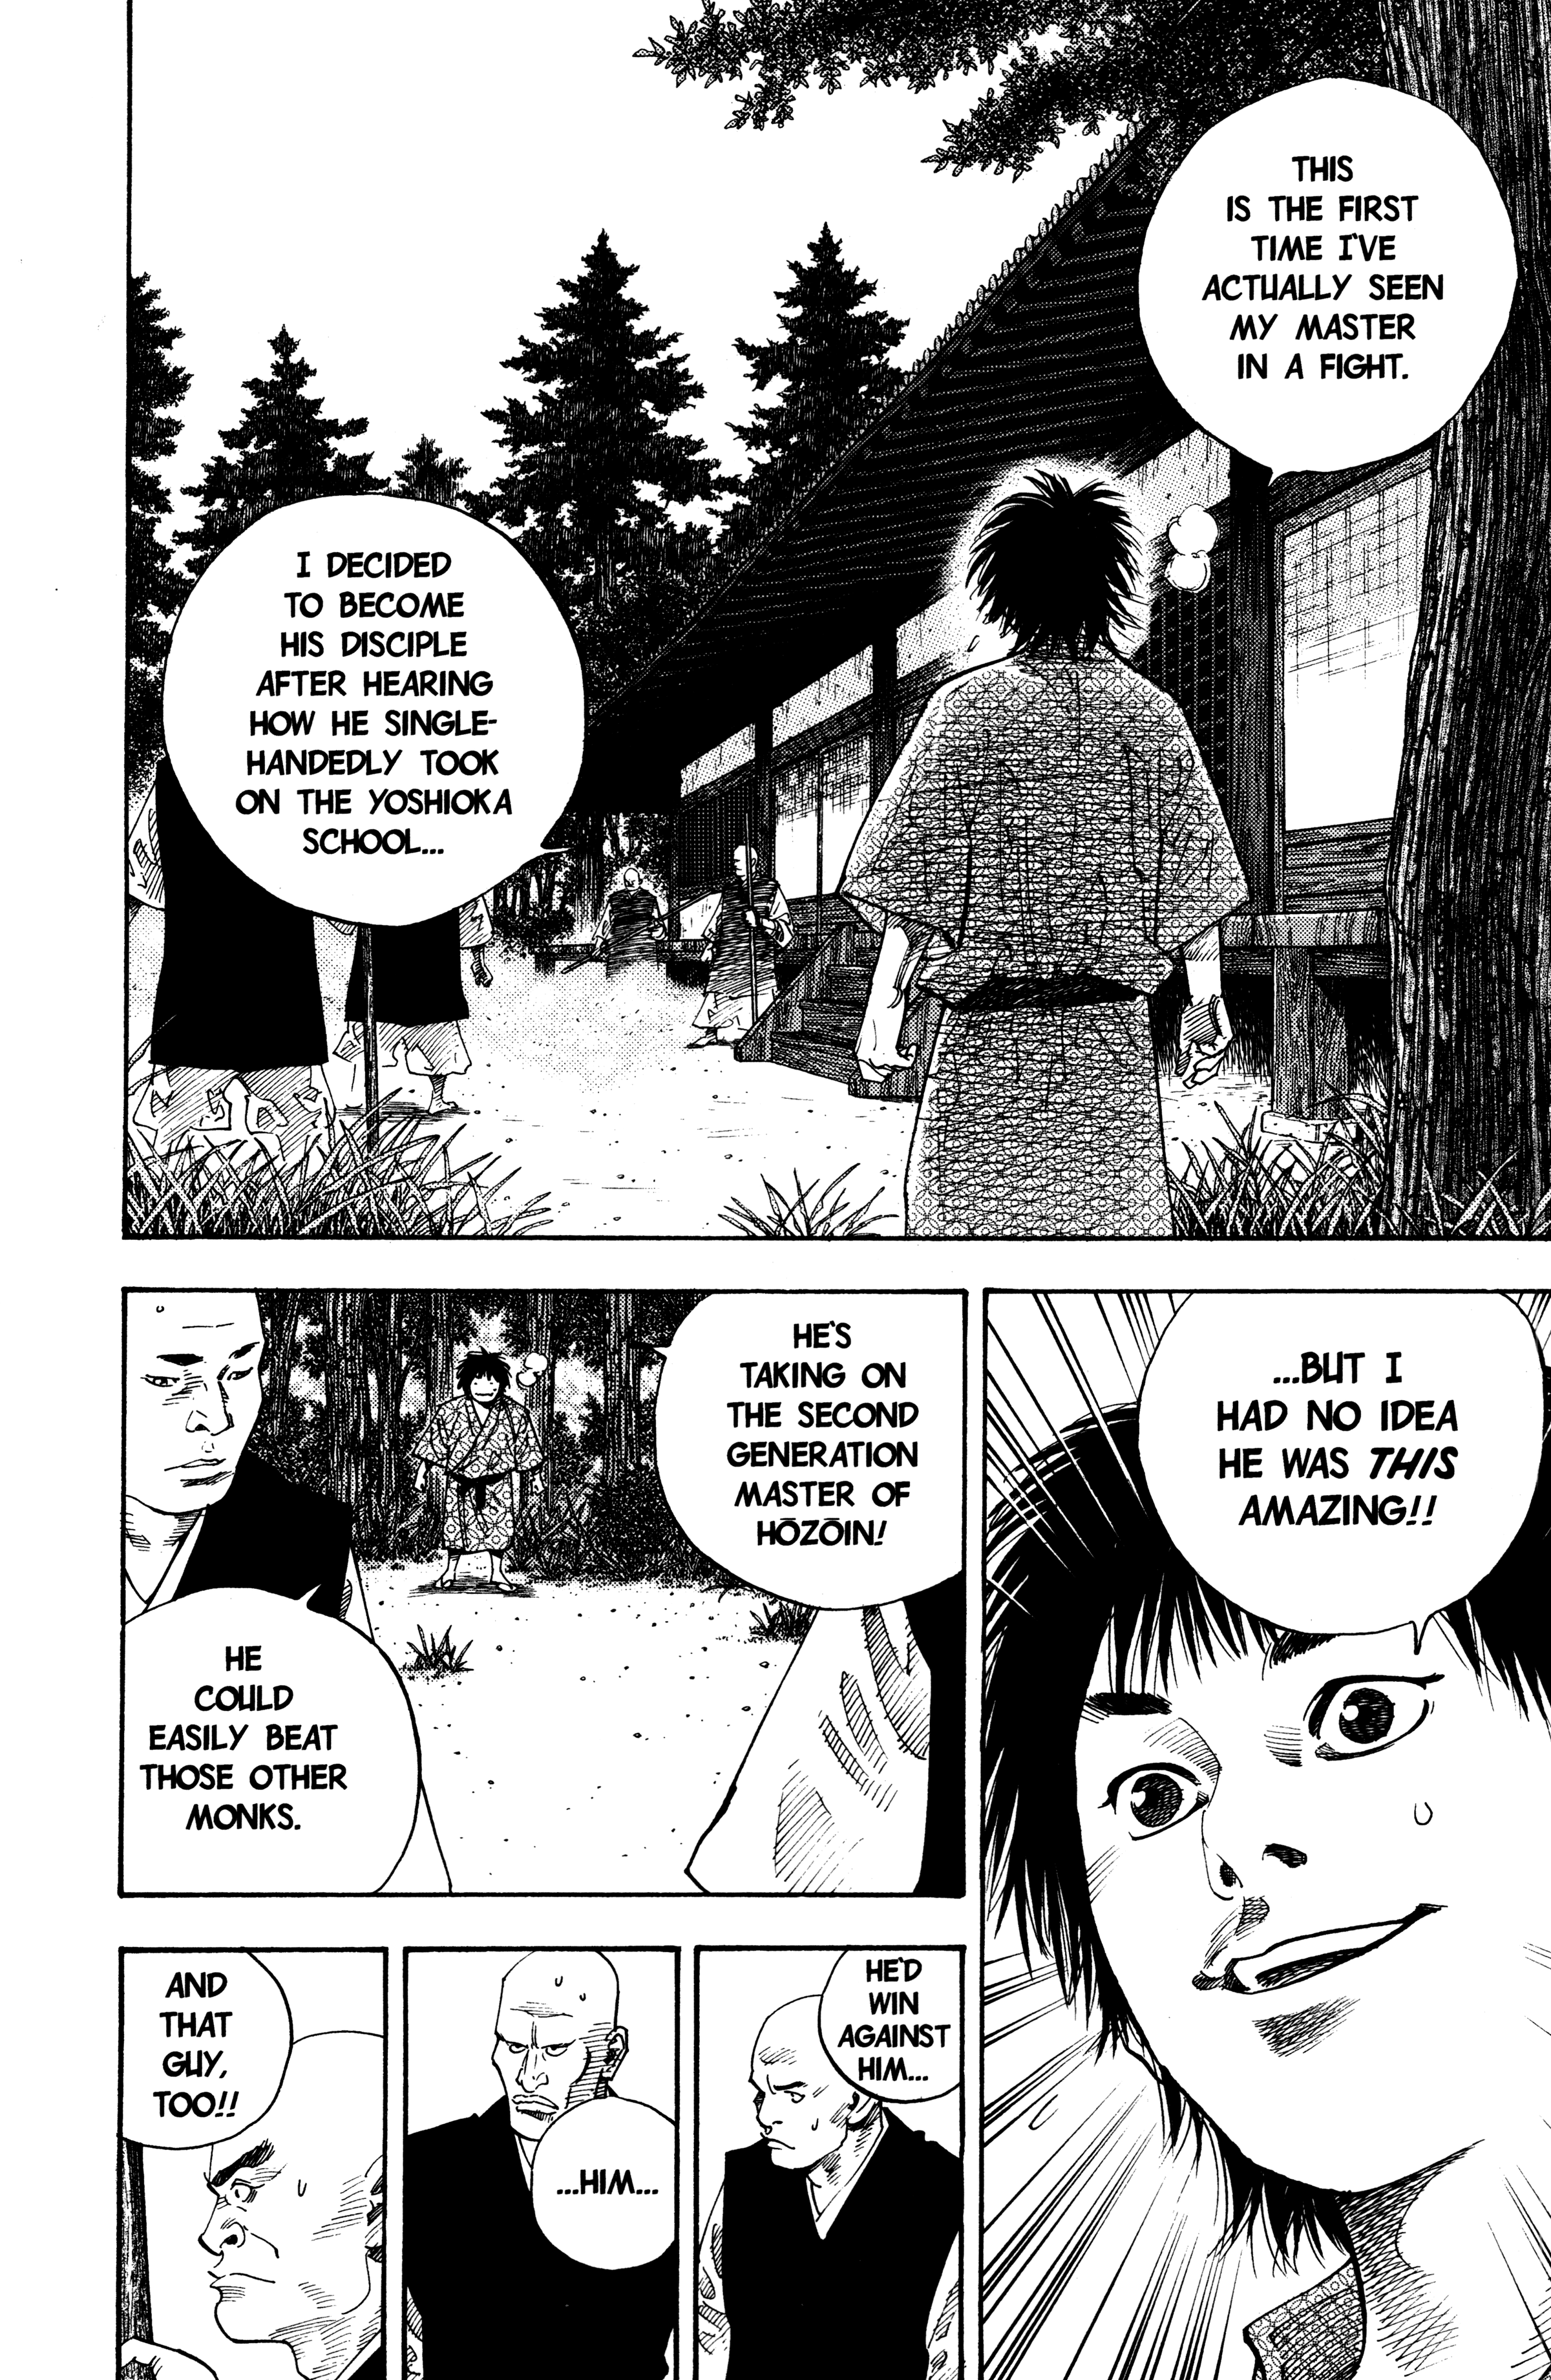 THIS
IS THE FIRST
TIME I'VE
ACTUALLY SEEN
MY MASTER
IN A FIGHT.
I DECIDED
TO BECOME
HIS DISCIPLE
AFTER HEARING
HOW HE SINGLE-
HANDEDLY TOOK
ON THE YOSHIOKA
SCHOOL...
...BUT I
HAD NO IDEA
HE WAS THIS
AMAZING!!
HE'S
TAKING ON
THE SECOND
GENERATION
MASTER OF
HŌZŌIN!
HE
COULD
EASILY BEAT
THOSE OTHER
MONKS.
HE'D
WIN
AGAINST
HIM...
...HIM...
AND
THAT
GUY,
TOO!!